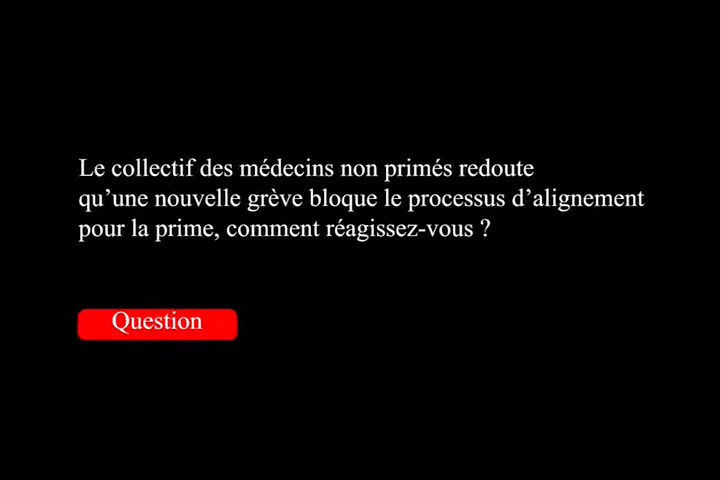 Le collectif des médecins non primés redoute
qu’une nouvelle grève bloque le processus d’alignement
pour la prime, comment réagissez-vous ?
Question